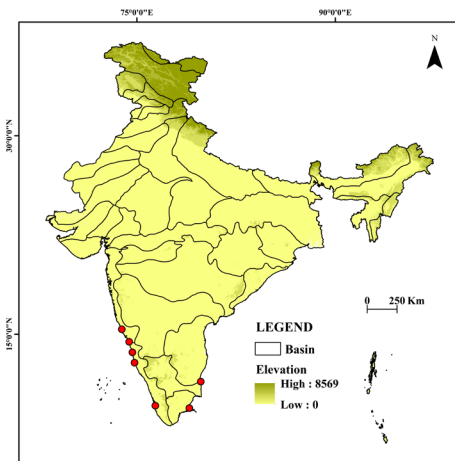 75°0'0"E
90°0'0"E
N
30°0'0"N
15°0'0"N
0 250 Km
LEGEND
Basin
Elevation
High : 8569
Low : 0